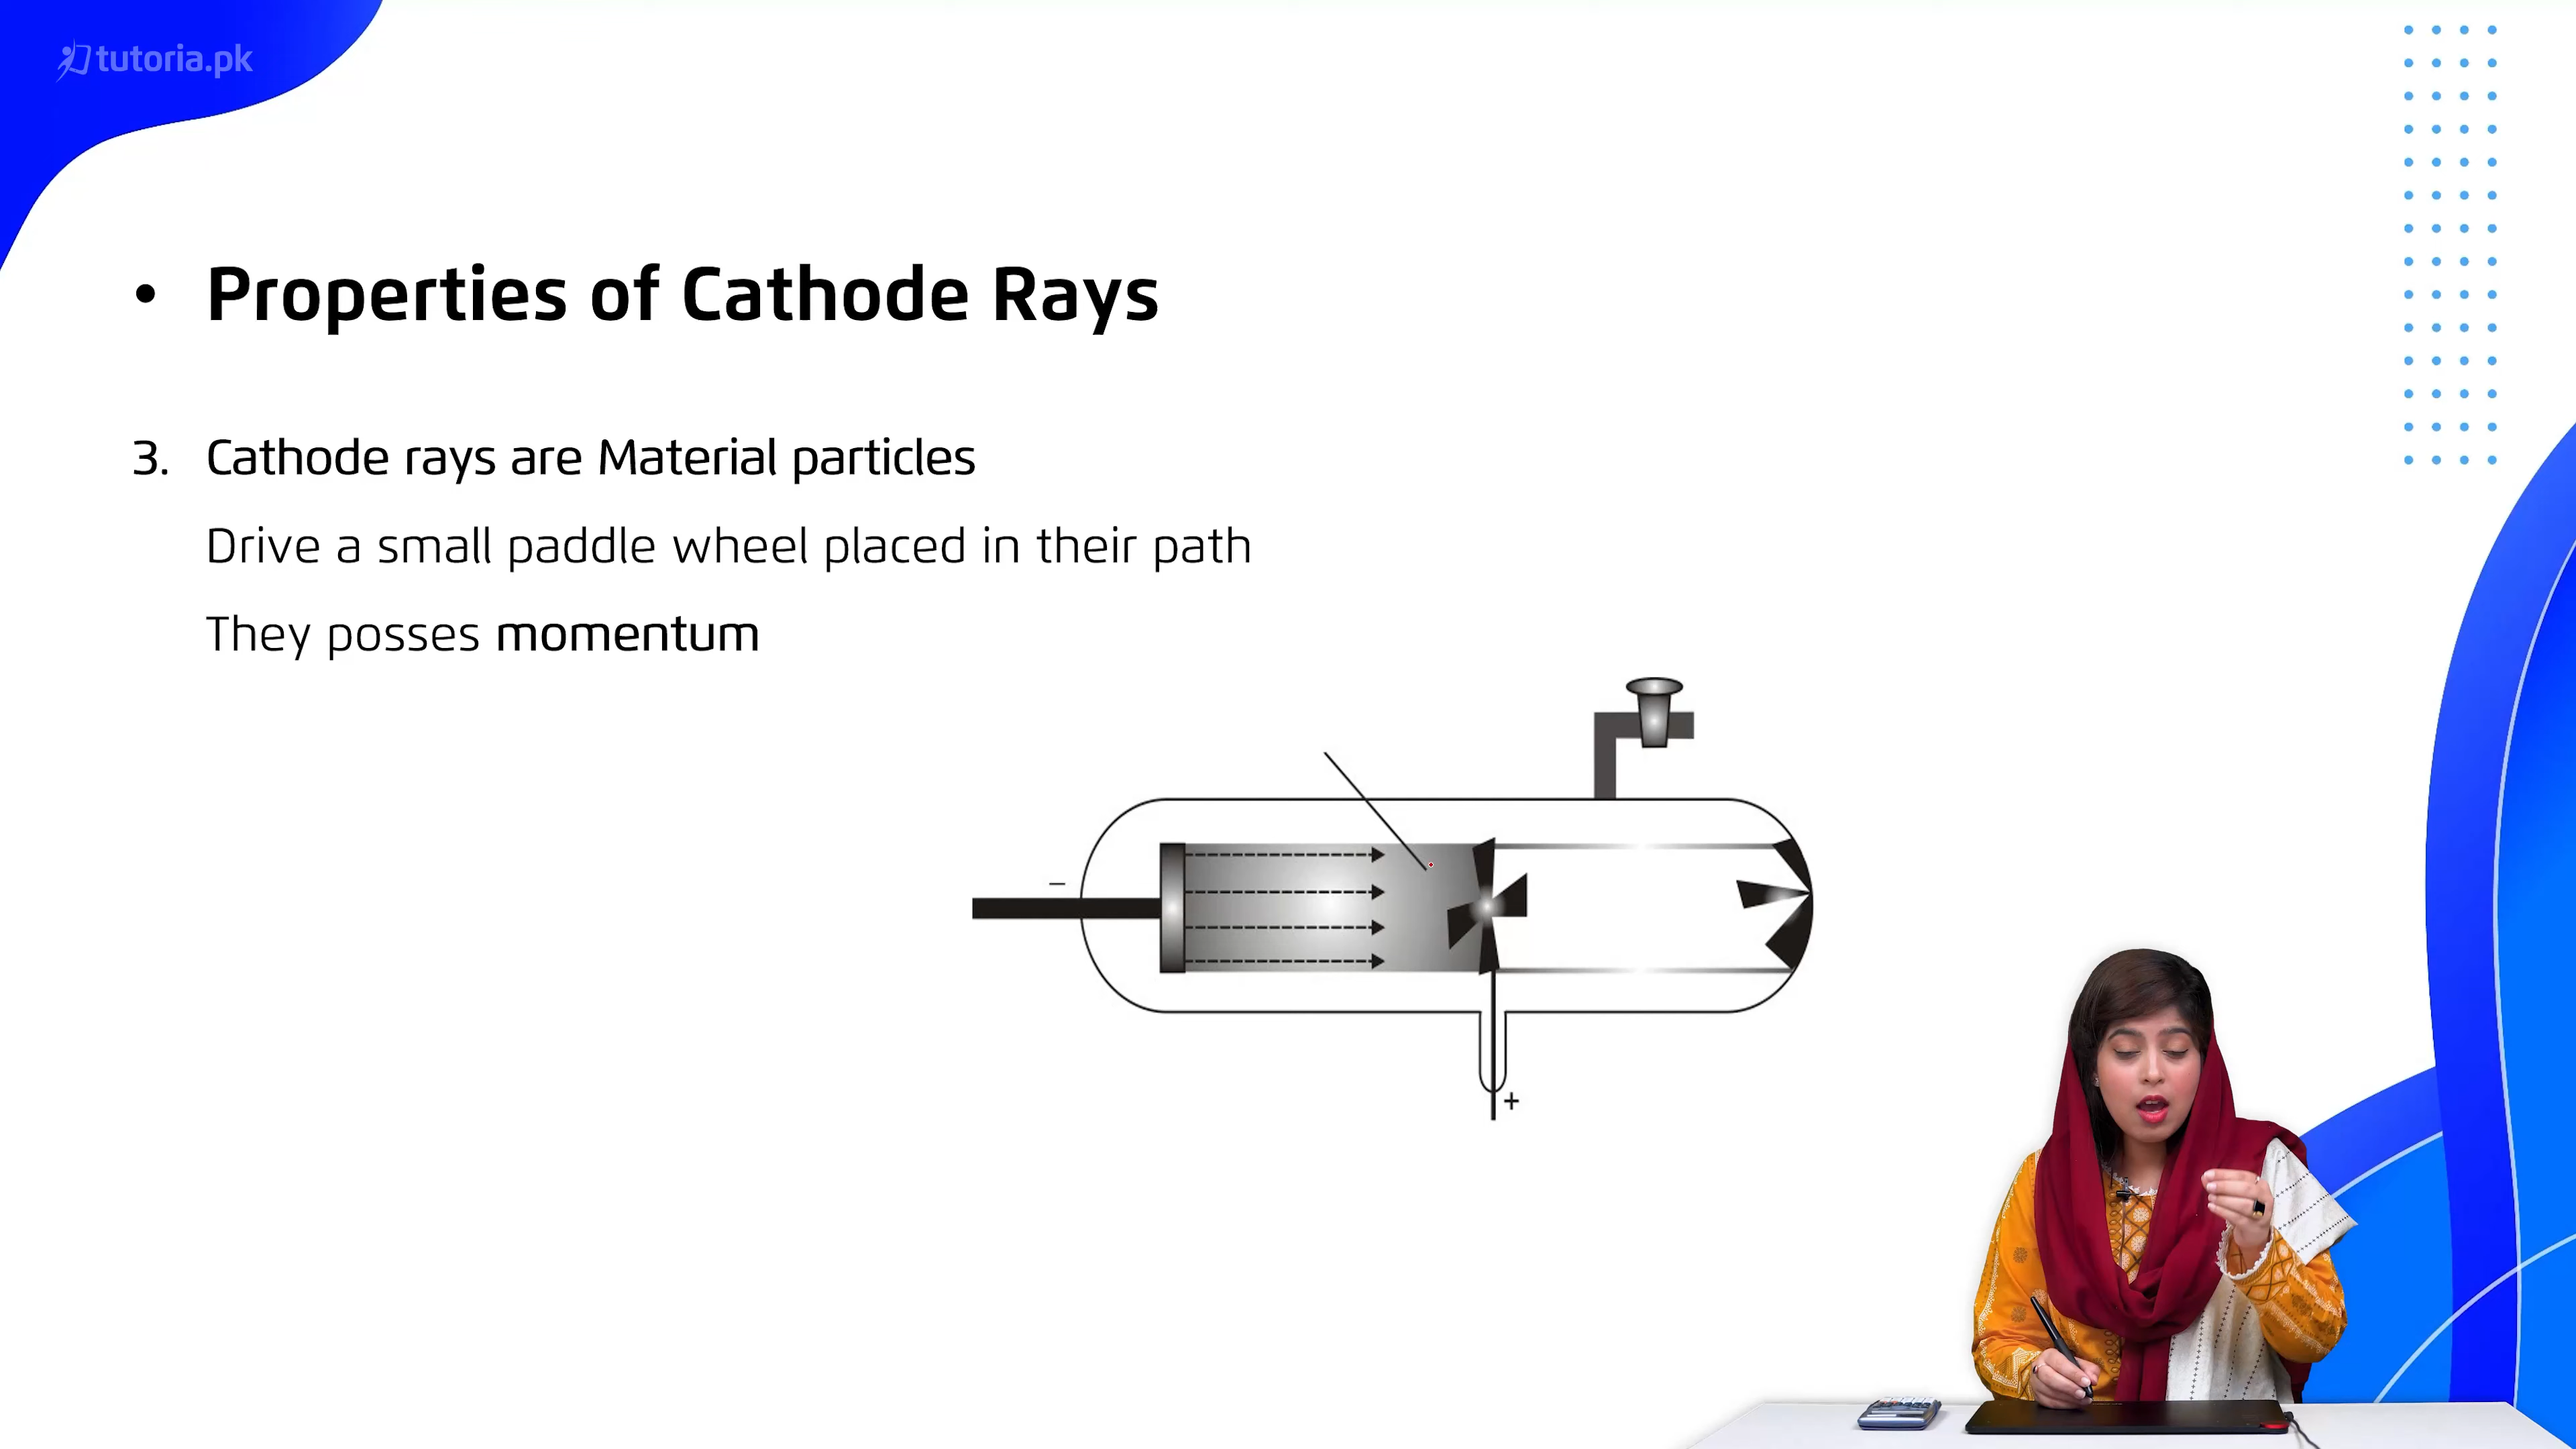 tutoria.pk
• Properties of Cathode Rays
3. Cathode rays are Material particles
Drive a small paddle wheel placed in their path
They posses momentum
−
+